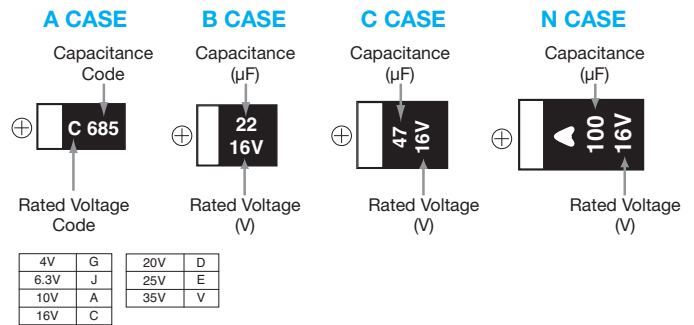 A CASE
B CASE
C CASE
N CASE
Capacitance
Code
Capacitance
(µF)
Capacitance
(µF)
Capacitance
(µF)
C 685
22
16V
47
16V
100
16V
Rated Voltage
Code
Rated Voltage
(V)
Rated Voltage
(V)
Rated Voltage
(V)
4V G 20V D
6.3V J 25V E
10V A 35V V
16V C